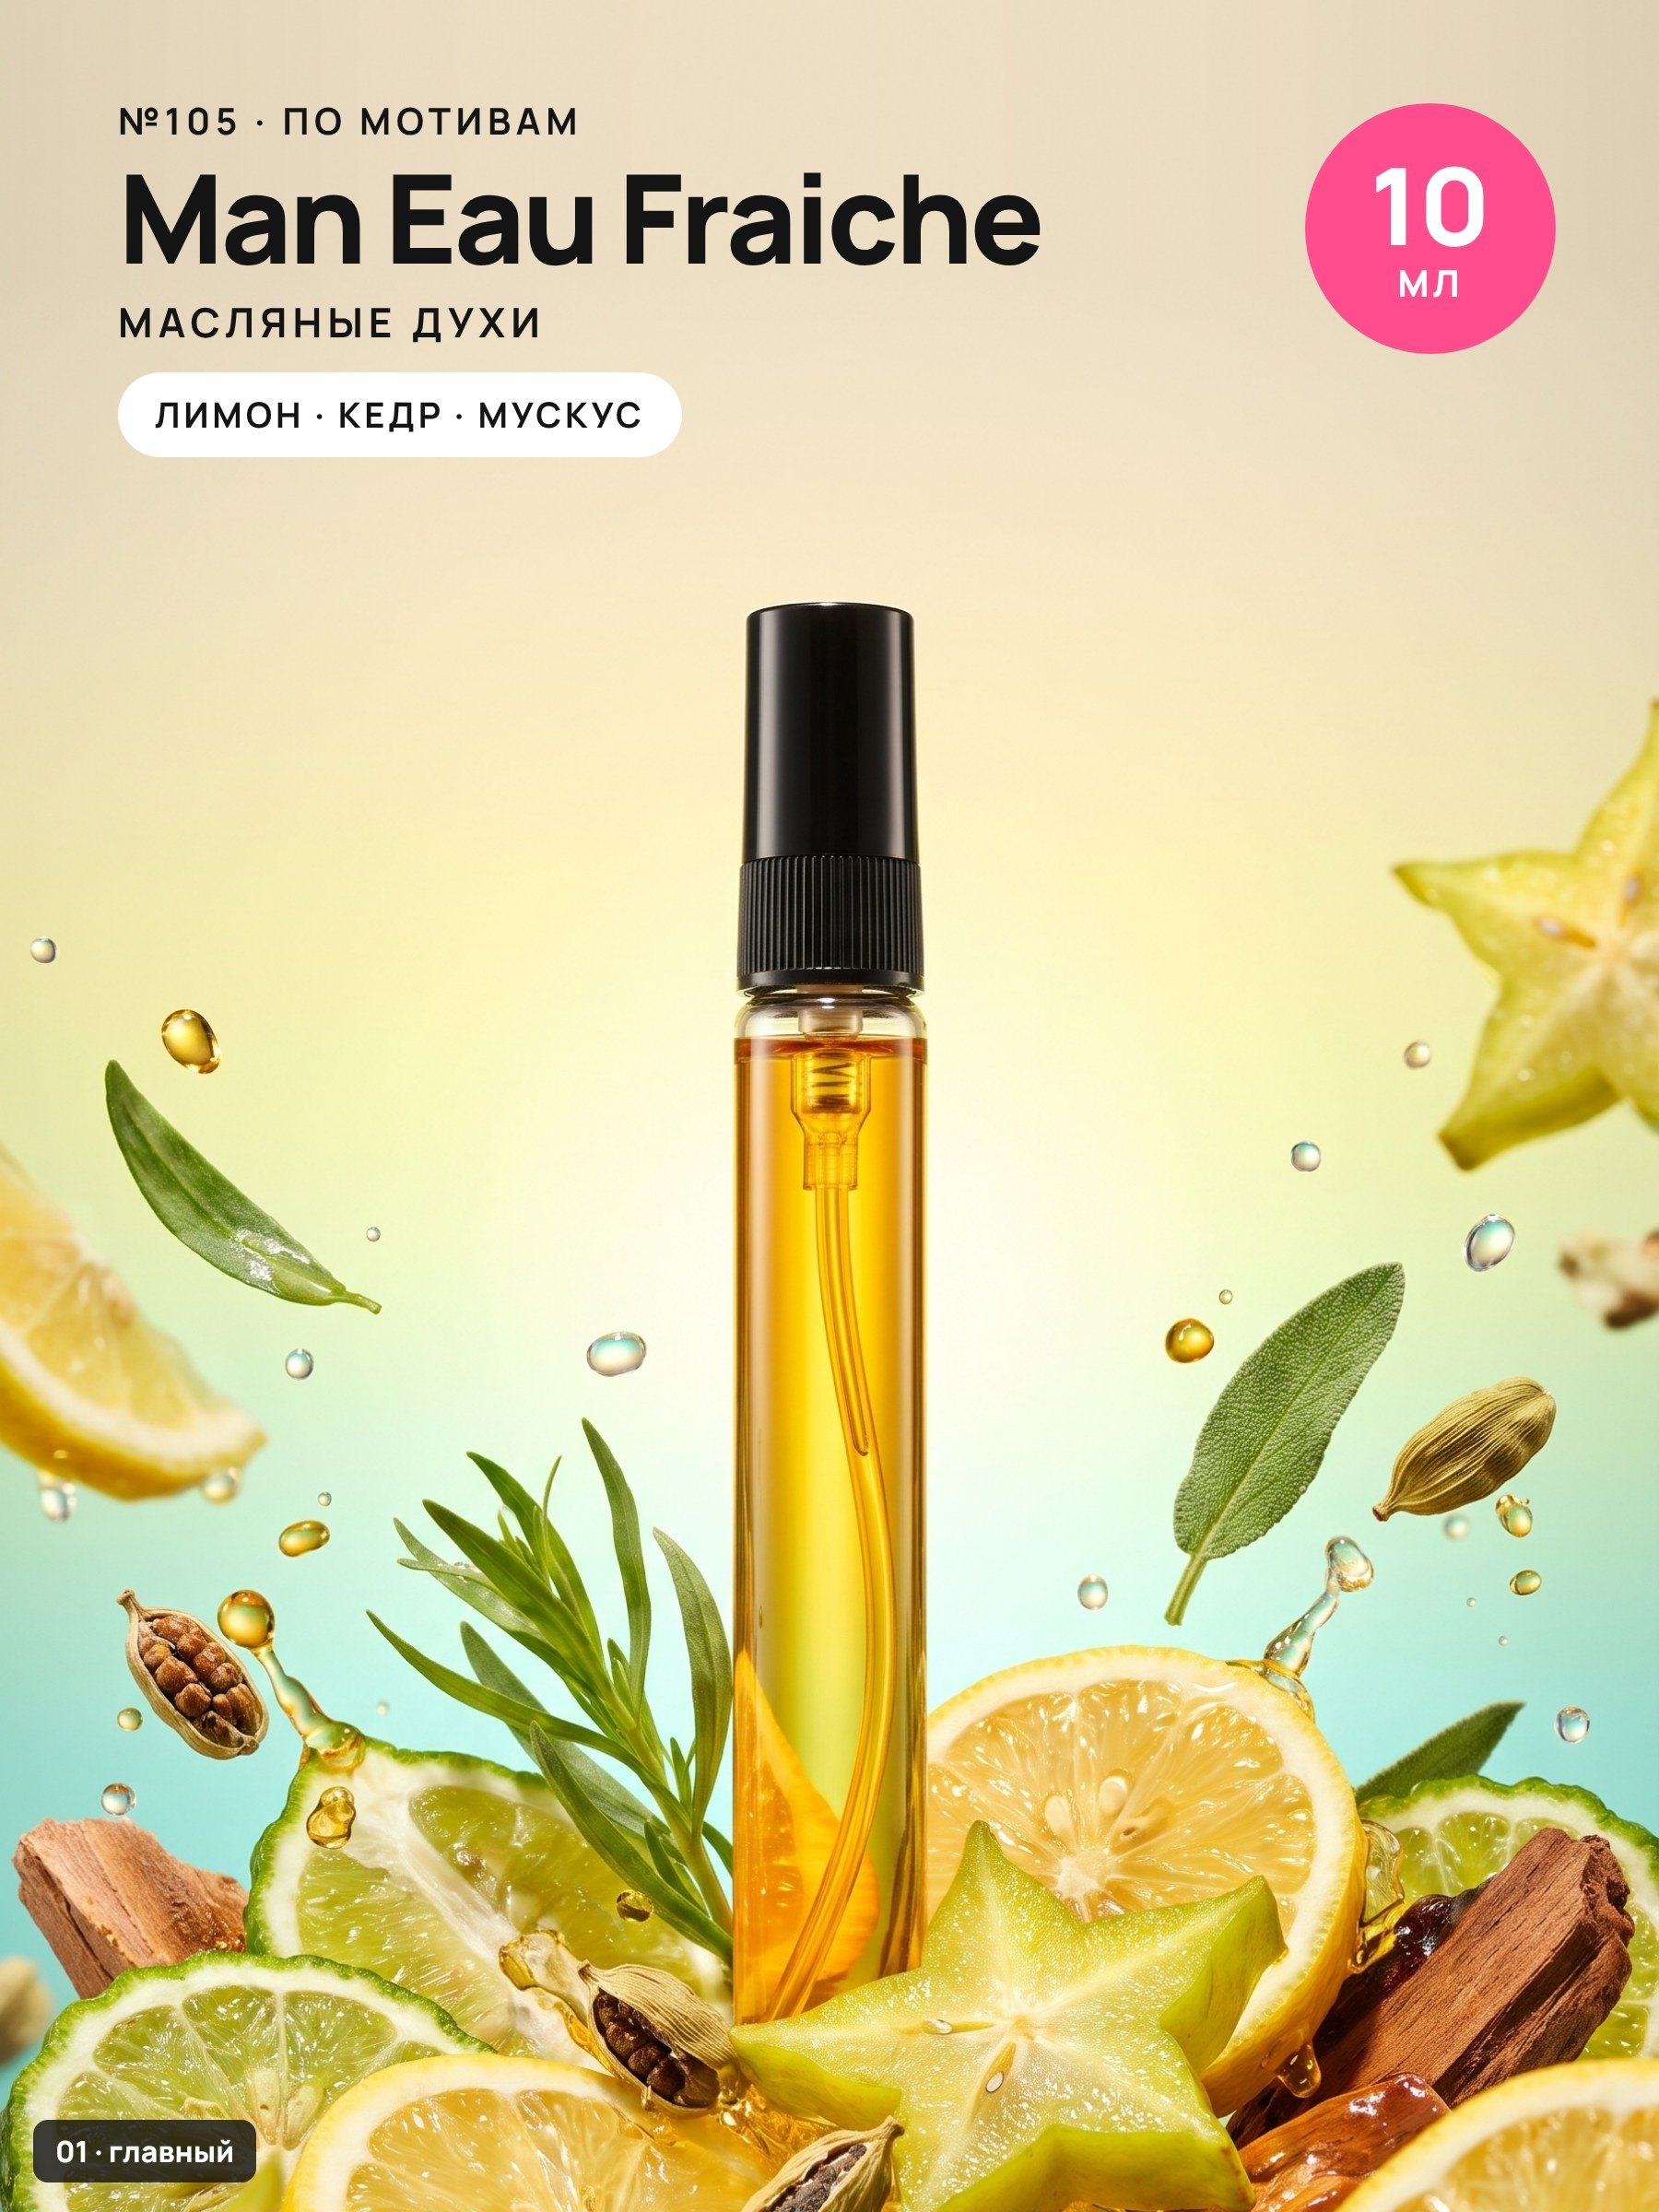 №105 · ПО МОТИВАМ
Man Eau Fraiche
МАСЛЯНЫЕ ДУХИ
ЛИМОН · КЕДР · МУСКУС
10
МЛ
01 · главный